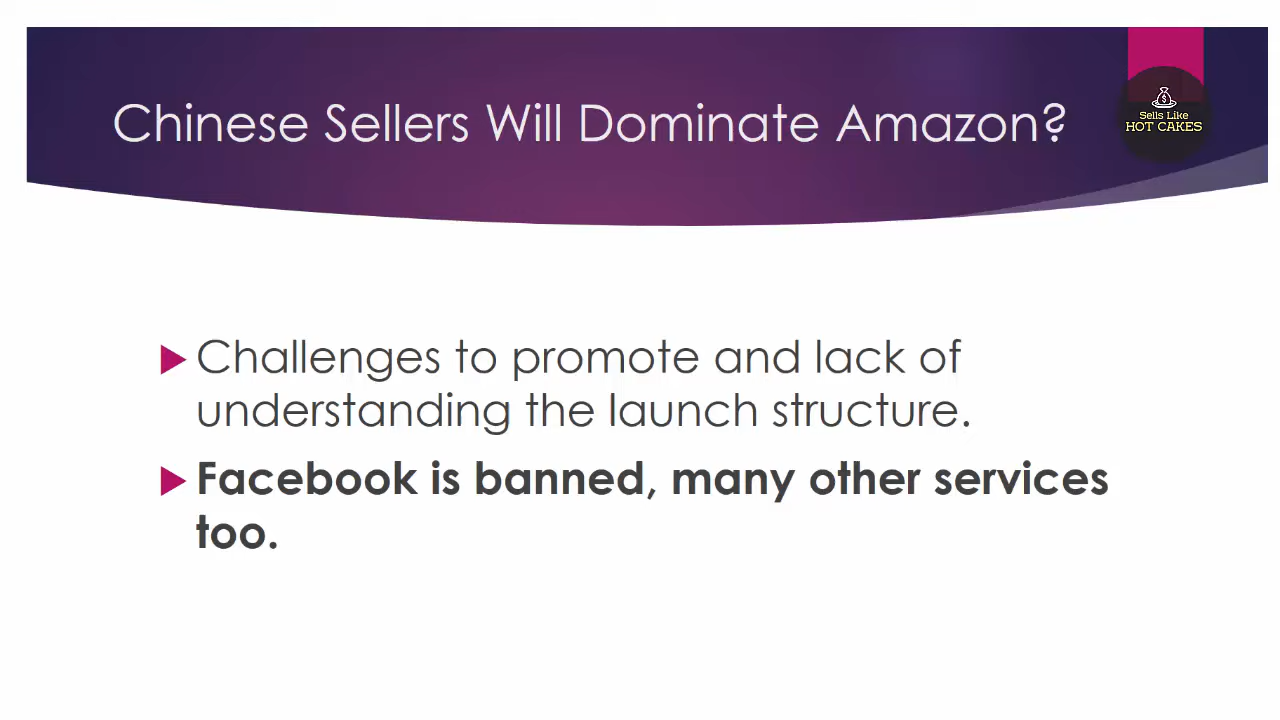 Chinese Sellers Will Dominate Amazon?
Sells Like
HOT CAKES
Challenges to promote and lack of
understanding the launch structure.
Facebook is banned, many other services
too.